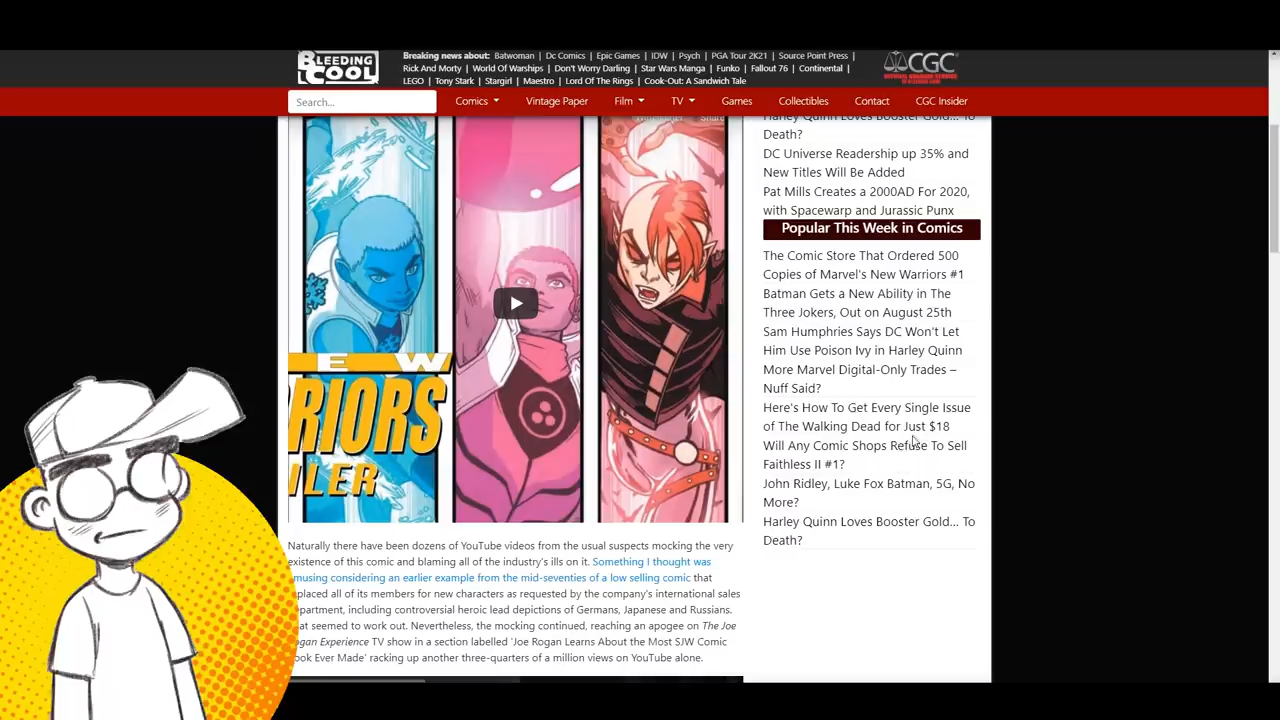 BLEEDING COOL
Breaking news about: Batwoman | Dc Comics | Epic Games | IDW | Psych | PGA Tour 2K21 | Source Point Press |
Rick And Morty | World Of Warships | Don't Worry Darling | Star Wars Manga | Funko | Fallout 76 | Continental |
LEGO | Tony Stark | Stargirl | Maestro | Lord Of The Rings | Cook-Out: A Sandwich Tale
CGC
Search...
Comics
Vintage Paper
Film
TV
Games
Collectibles
Contact
CGC Insider
Harley Quinn Loves Booster Gold... To
Death?
DC Universe Readership up 35% and
New Titles Will Be Added
Pat Mills Creates a 2000AD For 2020,
with Spacewarp and Jurassic Punx
Popular This Week in Comics
The Comic Store That Ordered 500
Copies of Marvel's New Warriors #1
Batman Gets a New Ability in The
Three Jokers, Out on August 25th
Sam Humphries Says DC Won't Let
Him Use Poison Ivy in Harley Quinn
More Marvel Digital-Only Trades –
Nuff Said?
Here's How To Get Every Single Issue
of The Walking Dead for Just $18
Will Any Comic Shops Refuse To Sell
Faithless II #1?
John Ridley, Luke Fox Batman, 5G, No
More?
Harley Quinn Loves Booster Gold... To
Death?
EW
RIORS
ILER
Naturally there have been dozens of YouTube videos from the usual suspects mocking the very
existence of this comic and blaming all of the industry's ills on it. Something I thought was
musing considering an earlier example from the mid-seventies of a low selling comic that
placed all of its members for new characters as requested by the company's international sales
partment, including controversial heroic lead depictions of Germans, Japanese and Russians.
at seemed to work out. Nevertheless, the mocking continued, reaching an apogee on The Joe
ogan Experience TV show in a section labelled 'Joe Rogan Learns About the Most SJW Comic
ook Ever Made' racking up another three-quarters of a million views on YouTube alone.